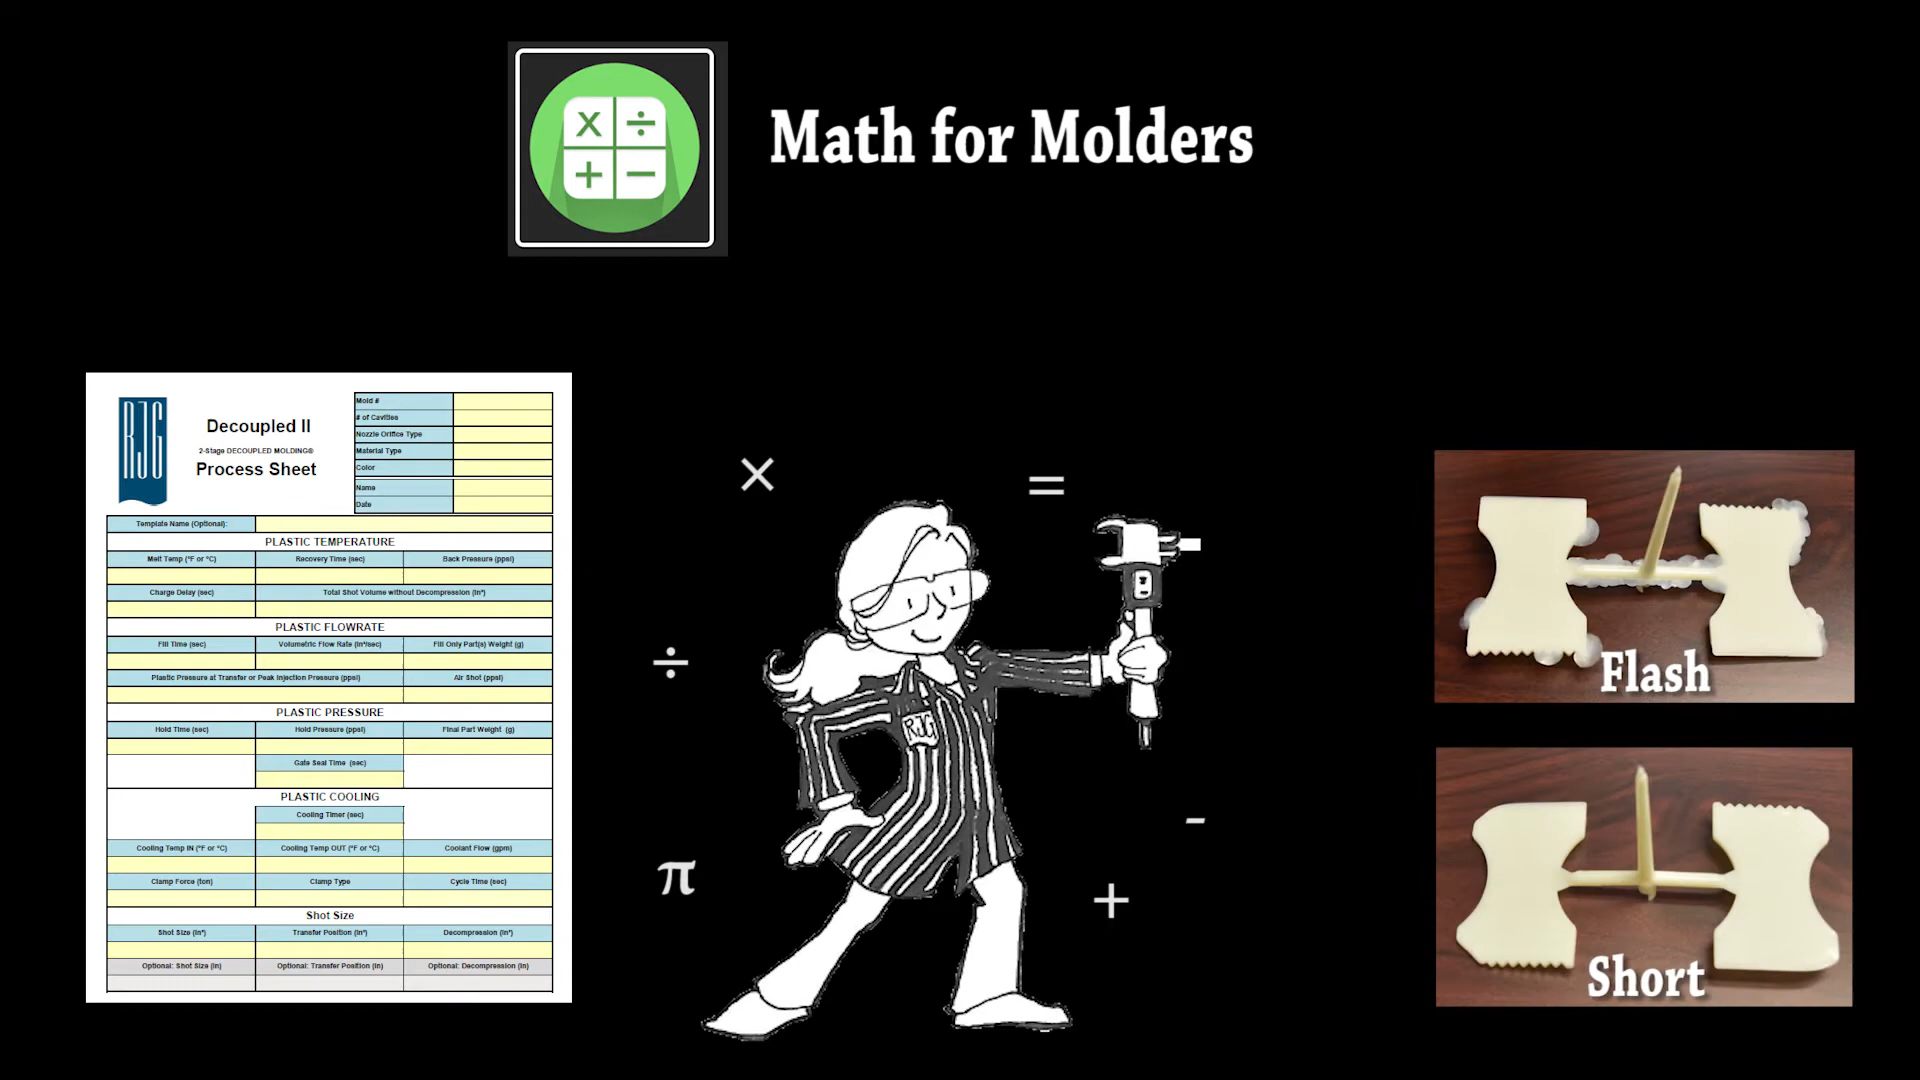 X ÷
+ −
Math for Molders
RJG
Decoupled II
2-Stage DECOUPLED MOLDING®
Process Sheet
Mold #
# of Cavities
Nozzle Orifice Type
Material Type
Color
Name
Date
Template Name (Optional):
PLASTIC TEMPERATURE
Melt Temp (°F or °C) Recovery Time (sec) Back Pressure (ppsi)
Charge Delay (sec) Total Shot Volume without Decompression (in³)
PLASTIC FLOWRATE
Fill Time (sec) Volumetric Flow Rate (in³/sec) Fill Only Part(s) Weight (g)
Plastic Pressure at Transfer or Peak Injection Pressure (ppsi) Air Shot (ppsi)
PLASTIC PRESSURE
Hold Time (sec) Hold Pressure (ppsi) Final Part Weight (g)
Gate Seal Time (sec)
PLASTIC COOLING
Cooling Timer (sec)
Cooling Temp IN (°F or °C) Cooling Temp OUT (°F or °C) Coolant Flow (gpm)
Clamp Force (ton) Clamp Type Cycle Time (sec)
Shot Size
Shot Size (in³) Transfer Position (in³) Decompression (in³)
Optional: Shot Size (in) Optional: Transfer Position (in) Optional: Decompression (in)
× =
÷
RJG
π
-
+
Flash
Short